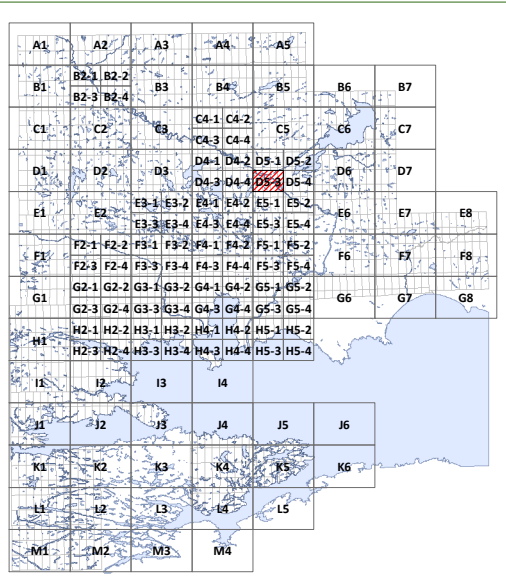 A1 A2 A3 A4 A5
B1 B2-1 B2-2 B3 B4 B5 B6 B7
B2-3 B2-4
C1 C2 C3 C4-1 C4-2 C5 C6 C7
C4-3 C4-4
D1 D2 D3 D4-1 D4-2 D5-1 D5-2 D6 D7
D4-3 D4-4 D5-3 D5-4
E1 E2 E3-1 E3-2 E4-1 E4-2 E5-1 E5-2 E6 E7 E8
E3-3 E3-4 E4-3 E4-4 E5-3 E5-4
F1 F2-1 F2-2 F3-1 F3-2 F4-1 F4-2 F5-1 F5-2 F6 F7 F8
F2-3 F2-4 F3-3 F3-4 F4-3 F4-4 F5-3 F5-4
G1 G2-1 G2-2 G3-1 G3-2 G4-1 G4-2 G5-1 G5-2 G6 G7 G8
G2-3 G2-4 G3-3 G3-4 G4-3 G4-4 G5-3 G5-4
H1 H2-1 H2-2 H3-1 H3-2 H4-1 H4-2 H5-1 H5-2
H2-3 H2-4 H3-3 H3-4 H4-3 H4-4 H5-3 H5-4
I1 I2 I3 I4
J1 J2 J3 J4 J5 J6
K1 K2 K3 K4 K5 K6
L1 L2 L3 L4 L5
M1 M2 M3 M4